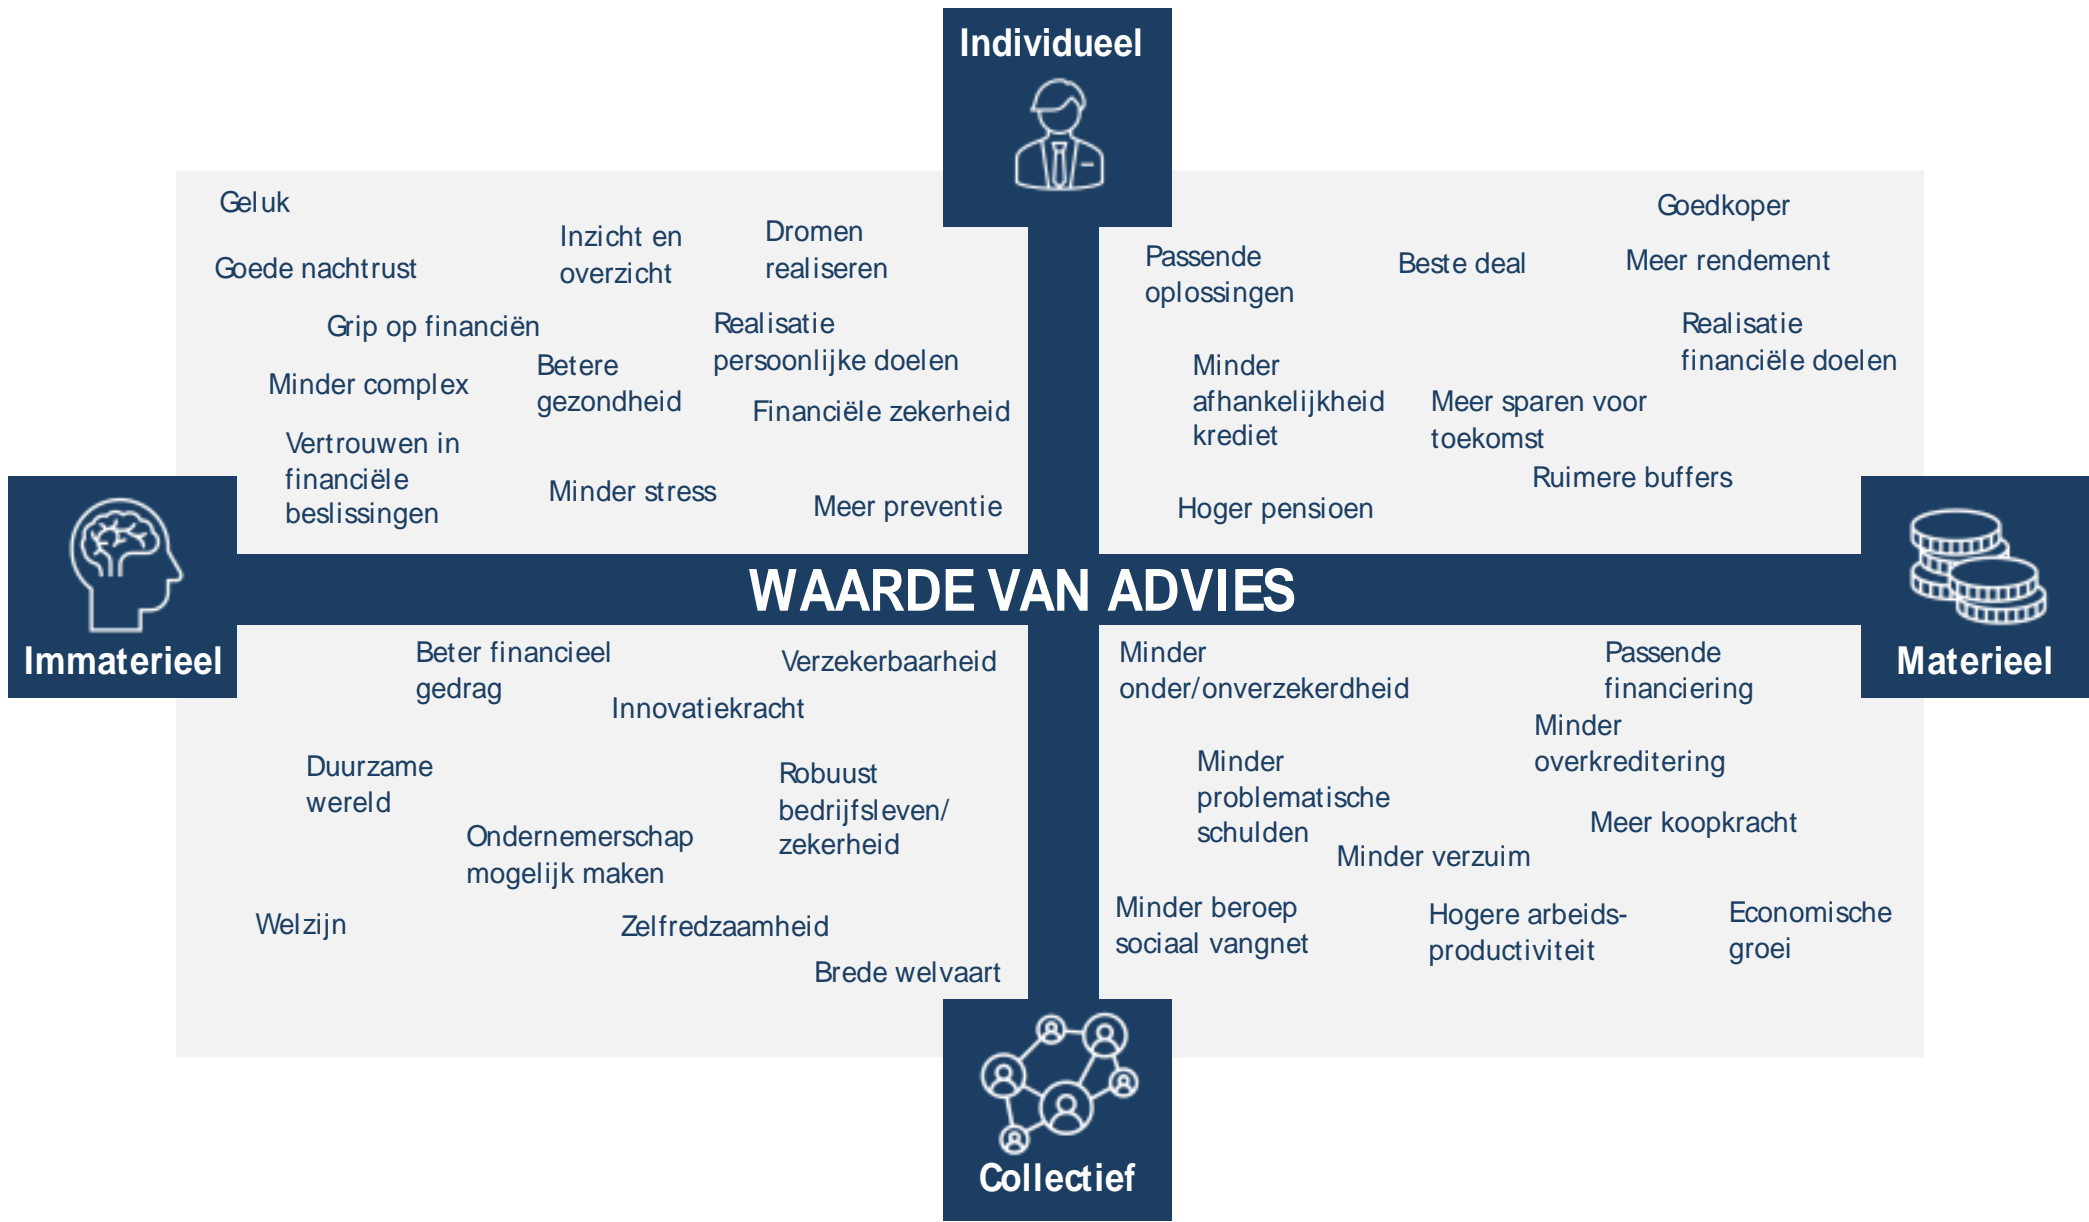 Individueel
Geluk
Goede nachtrust
Inzicht en
overzicht
Dromen
realiseren
Grip op financiën
Realisatie
persoonlijke doelen
Minder complex
Betere
gezondheid
Financiële zekerheid
Vertrouwen in
financiële
beslissingen
Minder stress
Meer preventie
Goedkoper
Passende
oplossingen
Beste deal
Meer rendement
Realisatie
financiële doelen
Minder
afhankelijkheid
krediet
Meer sparen voor
toekomst
Ruimere buffers
Hoger pensioen
Immaterieel
WAARDE VAN ADVIES
Materieel
Beter financieel
gedrag
Verzekerbaarheid
Innovatiekracht
Duurzame
wereld
Robuust
bedrijfsleven/
zekerheid
Ondernemerschap
mogelijk maken
Welzijn
Zelfredzaamheid
Brede welvaart
Minder
onder/onverzekerdheid
Passende
financiering
Minder
overkreditering
Minder
problematische
schulden
Meer koopkracht
Minder verzuim
Minder beroep
sociaal vangnet
Hogere arbeids-
productiviteit
Economische
groei
Collectief